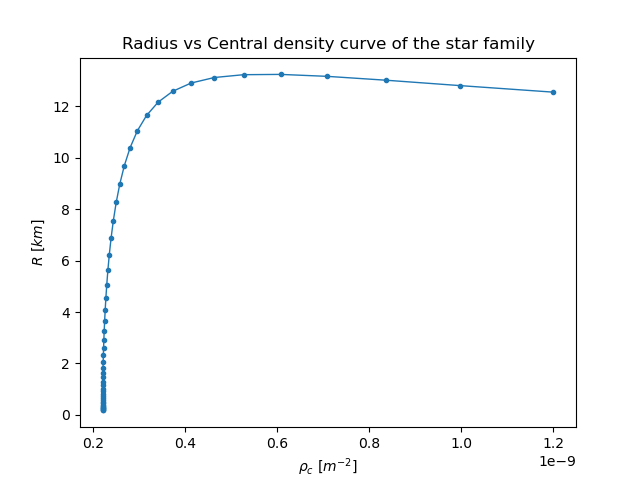 Radius vs Central density curve of the star family
R [km]
12
10
8
6
4
2
0
0.2 0.4 0.6 0.8 1.0 1.2
1e−9
ρc [m−2]